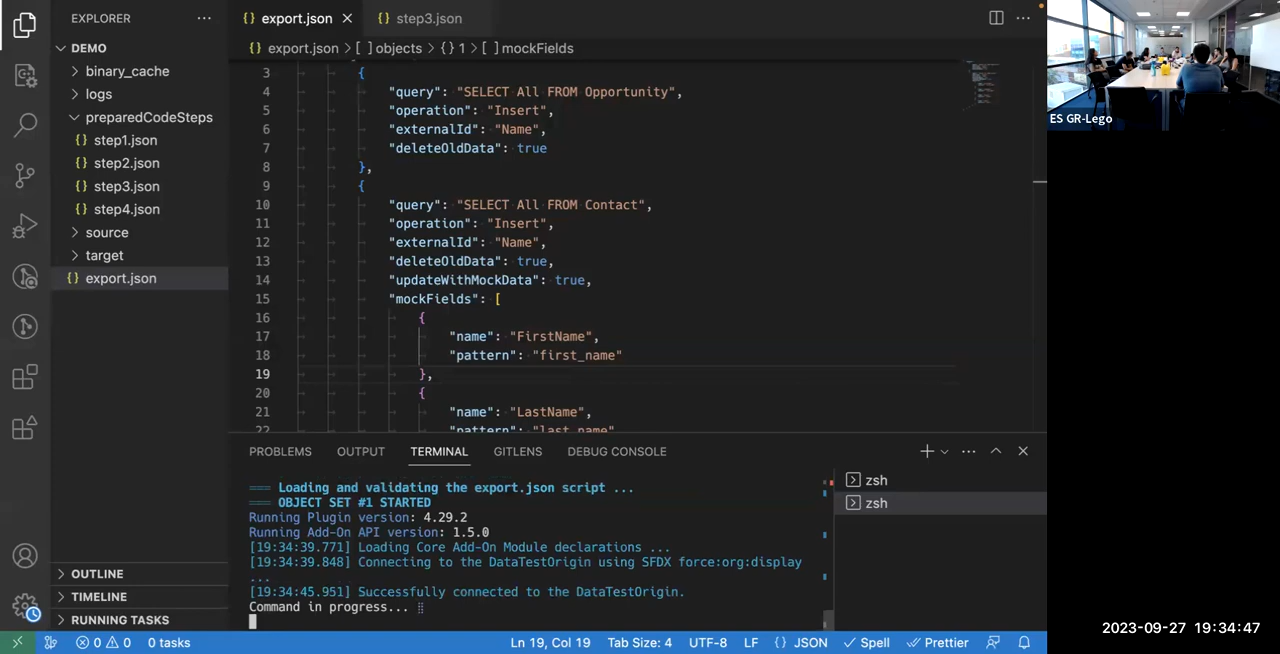 EXPLORER
DEMO
binary_cache
logs
preparedCodeSteps
{} step1.json
{} step2.json
{} step3.json
{} step4.json
source
target
{} export.json
OUTLINE
TIMELINE
RUNNING TASKS
{} export.json
{} step3.json
{} export.json > [ ] objects > {} 1 > [ ] mockFields
3 {
4 "query": "SELECT All FROM Opportunity",
5 "operation": "Insert",
6 "externalId": "Name",
7 "deleteOldData": true
8 },
9 {
10 "query": "SELECT All FROM Contact",
11 "operation": "Insert",
12 "externalId": "Name",
13 "deleteOldData": true,
14 "updateWithMockData": true,
15 "mockFields": [
16 {
17 "name": "FirstName",
18 "pattern": "first_name"
19 },
20 {
21 "name": "LastName",
22 "pattern": "last_name"
PROBLEMS OUTPUT TERMINAL GITLENS DEBUG CONSOLE
=== Loading and validating the export.json script ...
=== OBJECT SET #1 STARTED
Running Plugin version: 4.29.2
Running Add-On API version: 1.5.0
[19:34:39.771] Loading Core Add-On Module declarations ...
[19:34:39.848] Connecting to the DataTestOrigin using SFDX force:org:display
...
[19:34:45.951] Successfully connected to the DataTestOrigin.
Command in progress...
zsh
zsh
0 0 0 tasks
Ln 19, Col 19 Tab Size: 4 UTF-8 LF {} JSON Spell Prettier
ES GR-Lego
2023-09-27 19:34:47